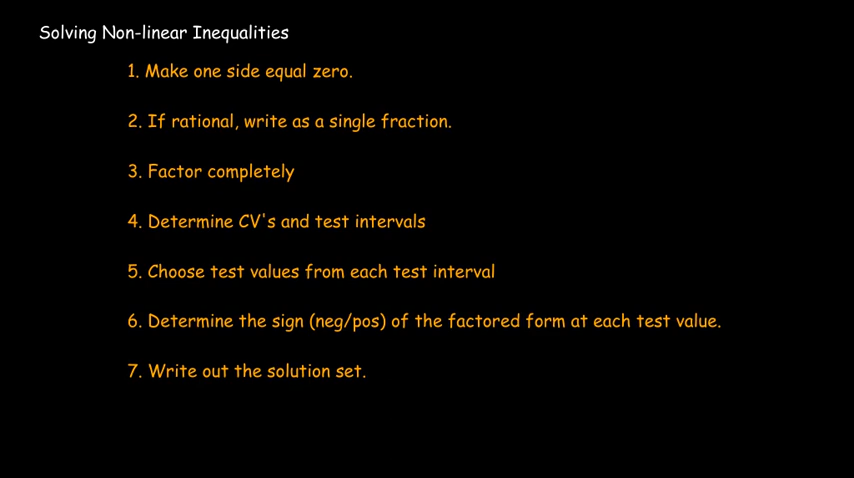 Solving Non-linear Inequalities
1. Make one side equal zero.
2. If rational, write as a single fraction.
3. Factor completely
4. Determine CV's and test intervals
5. Choose test values from each test interval
6. Determine the sign (neg/pos) of the factored form at each test value.
7. Write out the solution set.